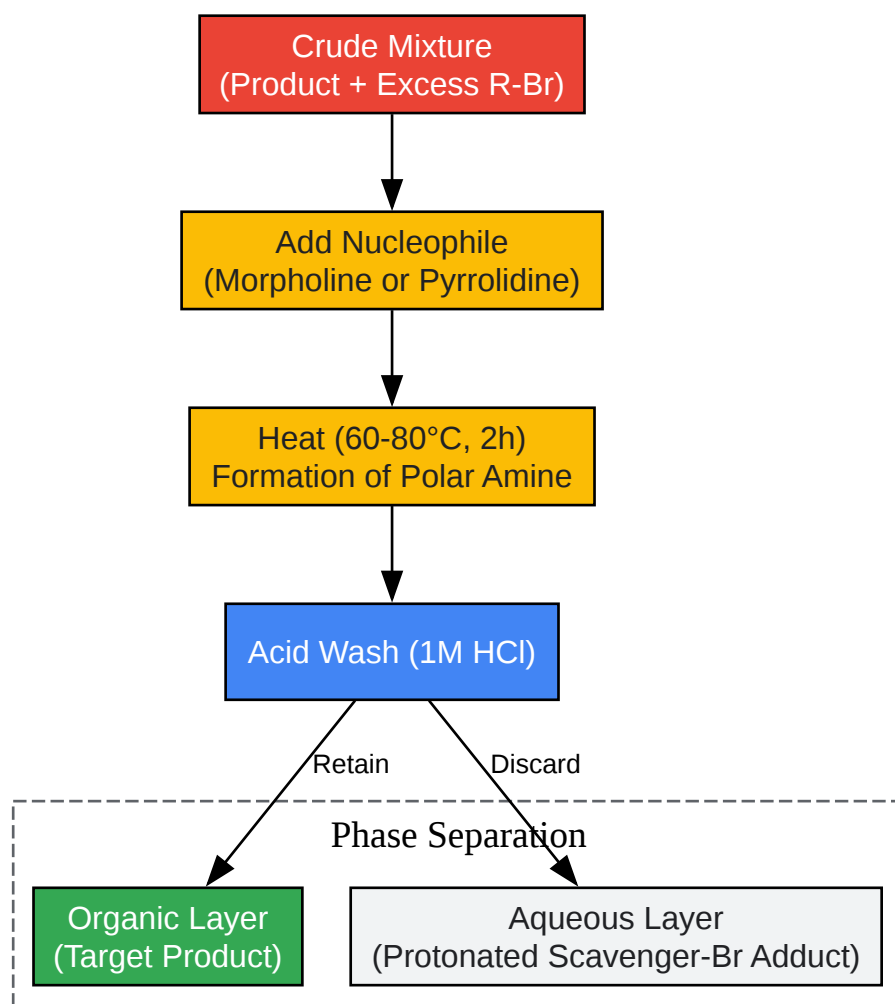 Crude Mixture
(Product + Excess R-Br)
Add Nucleophile
(Morpholine or Pyrrolidine)
Heat (60-80°C, 2h)
Formation of Polar Amine
Acid Wash (1M HCl)
Retain
Discard
Phase Separation
Organic Layer
(Target Product)
Aqueous Layer
(Protonated Scavenger-Br Adduct)